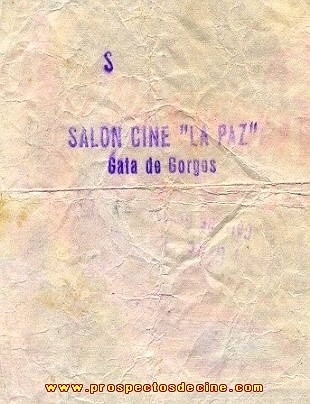 S
SALON CINE "LA PAZ"
Gata de Gorgos
www.prospectosdecine.com